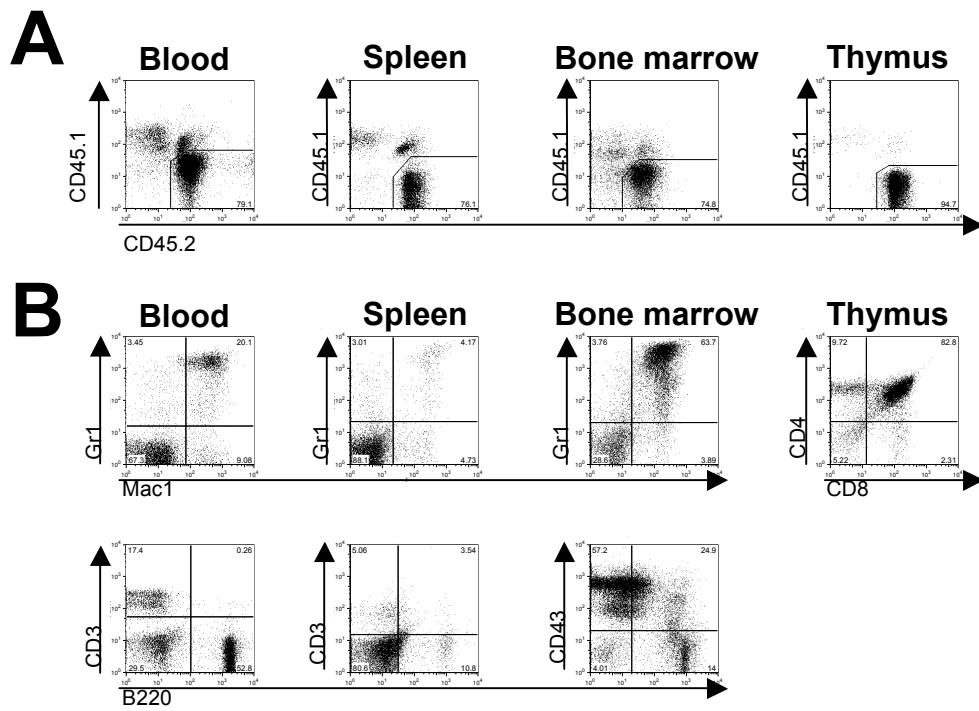 A
Blood Spleen Bone marrow Thymus
CD45.1 CD45.1 CD45.1 CD45.1
79.1 76.1 74.8 94.7
CD45.2
B
Blood Spleen Bone marrow Thymus
3.45 20.1 3.01 4.17 3.76 63.7 9.72 82.8
Gr1 Gr1 Gr1 CD4
67.3 9.08 88.1 4.73 28.6 3.89 5.22 2.31
Mac1 CD8
17.4 0.26 5.06 3.54 57.2 24.9
CD3 CD3 CD43
29.5 52.8 80.6 10.8 4.01 14
B220